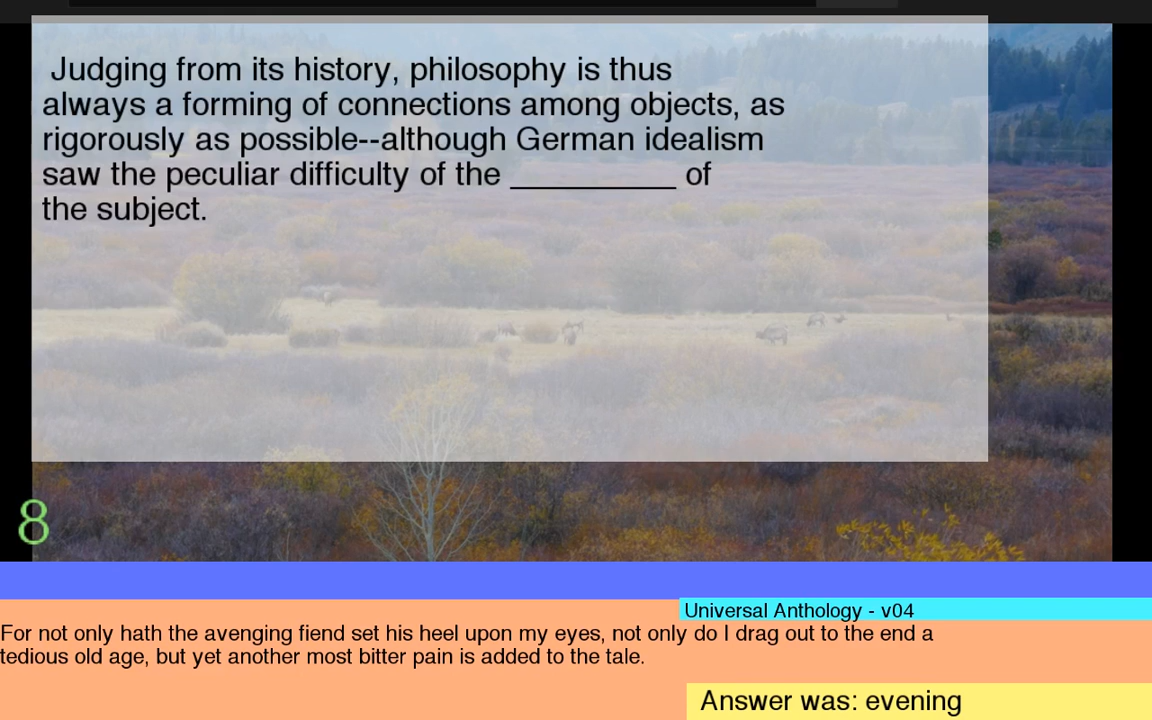 Judging from its history, philosophy is thus
always a forming of connections among objects, as
rigorously as possible--although German idealism
saw the peculiar difficulty of the __________ of
the subject.
8
Universal Anthology - v04
For not only hath the avenging fiend set his heel upon my eyes, not only do I drag out to the end a
tedious old age, but yet another most bitter pain is added to the tale.
Answer was: evening